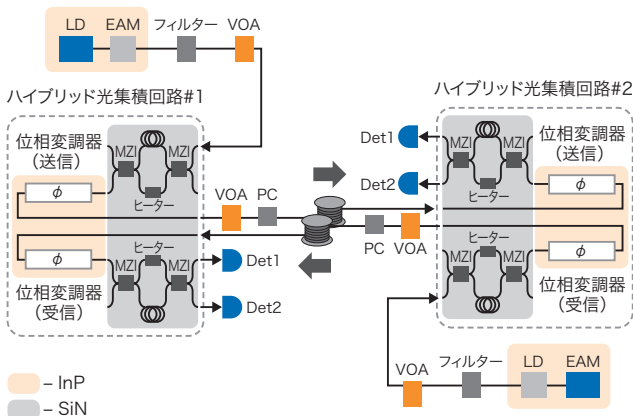 LD EAM フィルター VOA
ハイブリッド光集積回路#1
位相変調器
(送信)
MZI
MZI
ヒーター
φ
VOA PC
ヒーター
MZI
MZI
φ
位相変調器
(受信)
Det1
Det2
ハイブリッド光集積回路#2
Det1
Det2
MZI
MZI
位相変調器
(送信)
ヒーター
φ
PC VOA
ヒーター
MZI
MZI
φ
位相変調器
(受信)
VOA フィルター LD EAM
– InP
– SiN